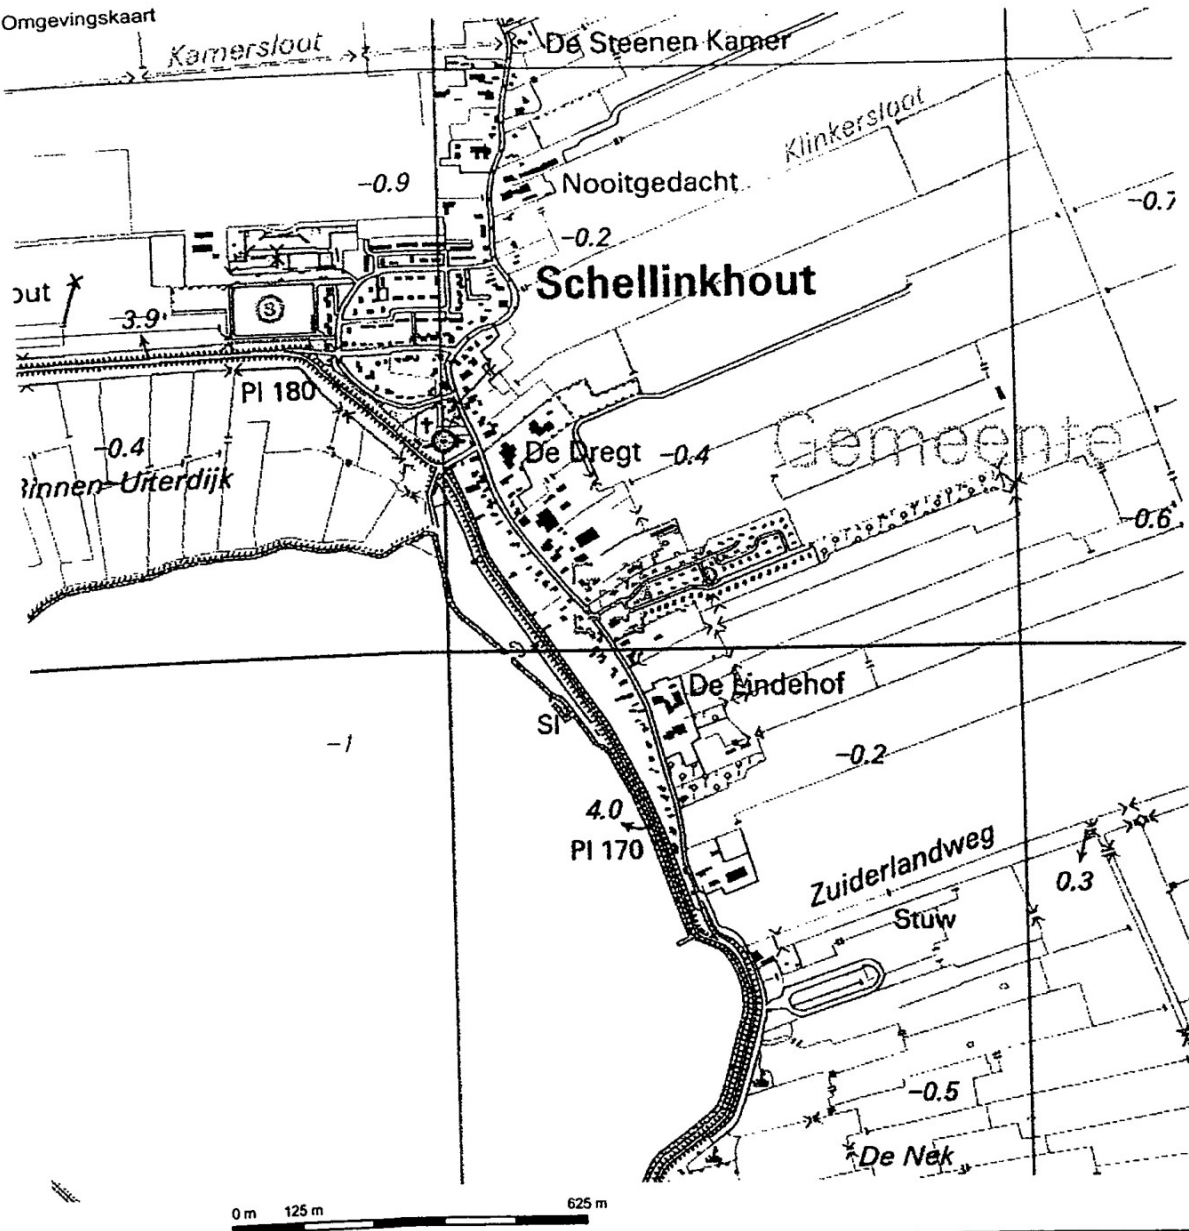 Omgevingskaart
Kamersloot
De Steenen Kamer
Klinkersloot
-0.9
Nooitgedacht
-0.7
-0.2
Schellinkhout
out
S
3.9
PI 180
Gemeente
-0.4
De Dregt
-0.4
Binnen-Uiterdijk
-0.6
De Lindehof
SI
-1
-0.2
4.0
PI 170
Zuiderlandweg
0.3
Stuw
-0.5
De Nek
0 m
125 m
625 m